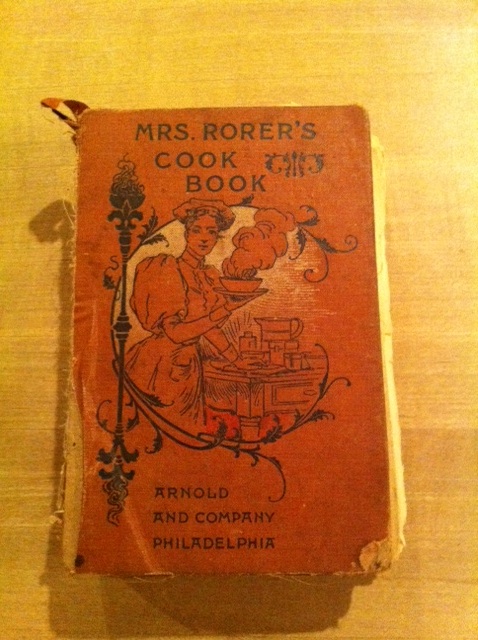 MRS. RORER'S
COOK
BOOK
ARNOLD
AND COMPANY
PHILADELPHIA